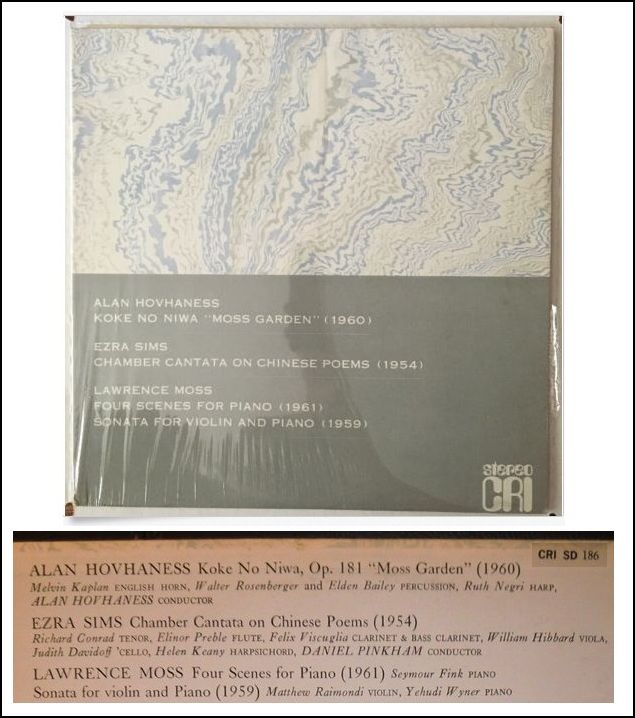 ALAN HOVHANESS
KOKE NO NIWA "MOSS GARDEN" (1960)
EZRA SIMS
CHAMBER CANTATA ON CHINESE POEMS (1954)
LAWRENCE MOSS
FOUR SCENES FOR PIANO (1961)
SONATA FOR VIOLIN AND PIANO (1959)
stereo
CRI
CRI SD 186
ALAN HOVHANESS Koke No Niwa, Op. 181 "Moss Garden" (1960)
Melvin Kaplan ENGLISH HORN, Walter Rosenberger and Elden Bailey PERCUSSION, Ruth Negri HARP,
ALAN HOVHANESS CONDUCTOR
EZRA SIMS Chamber Cantata on Chinese Poems (1954)
Richard Conrad TENOR, Elinor Preble FLUTE, Felix Viscuglia CLARINET & BASS CLARINET, William Hibbard VIOLA,
Judith Davidoff 'CELLO, Helen Keany HARPSICHORD, DANIEL PINKHAM CONDUCTOR
LAWRENCE MOSS Four Scenes for Piano (1961) Seymour Fink PIANO
Sonata for violin and Piano (1959) Matthew Raimondi VIOLIN, Yehudi Wyner PIANO